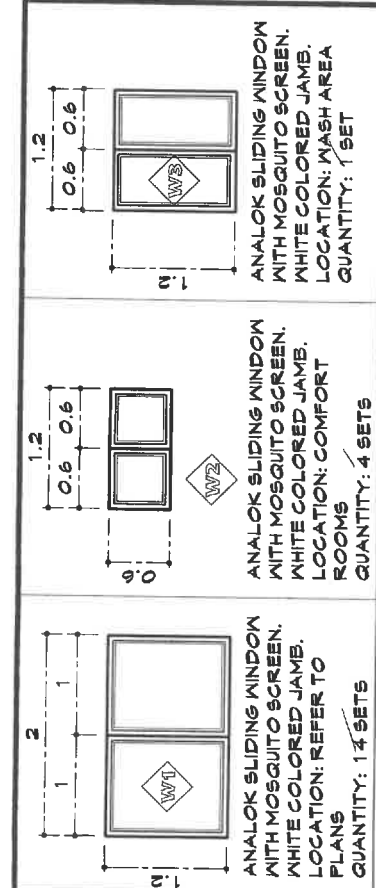 2
1 1
1.2
W1
ANALOK SLIDING WINDOW
WITH MOSQUITO SCREEN.
WHITE COLORED JAMB.
LOCATION: REFER TO
PLANS
QUANTITY: 14 SETS
1.2
0.6 0.6
0.6
W2
ANALOK SLIDING WINDOW
WITH MOSQUITO SCREEN.
WHITE COLORED JAMB.
LOCATION: COMFORT
ROOMS
QUANTITY: 4 SETS
1.2
0.6 0.6
1.2
W3
ANALOK SLIDING WINDOW
WITH MOSQUITO SCREEN.
WHITE COLORED JAMB.
LOCATION: WASH AREA
QUANTITY: 1 SET